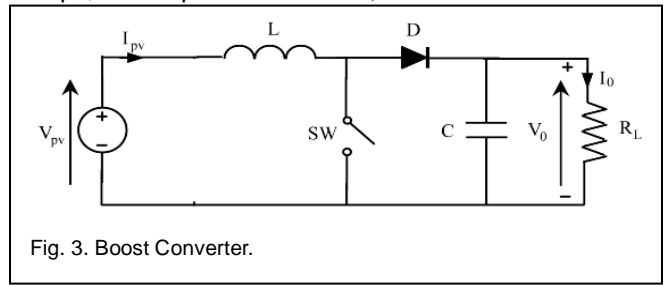 I_pv
L
D
+
I_0
V_pv
+
−
SW
C
V_0
R_L
−
Fig. 3. Boost Converter.